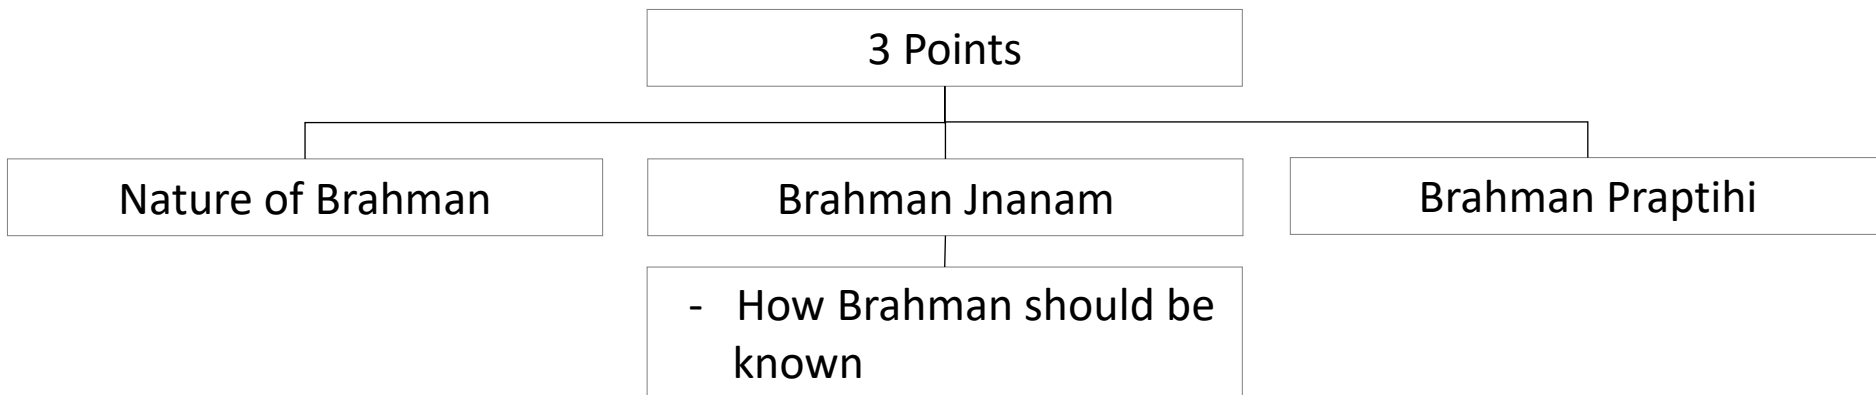 3 Points
Nature of Brahman
Brahman Jnanam
Brahman Praptihi
- How Brahman should be
known